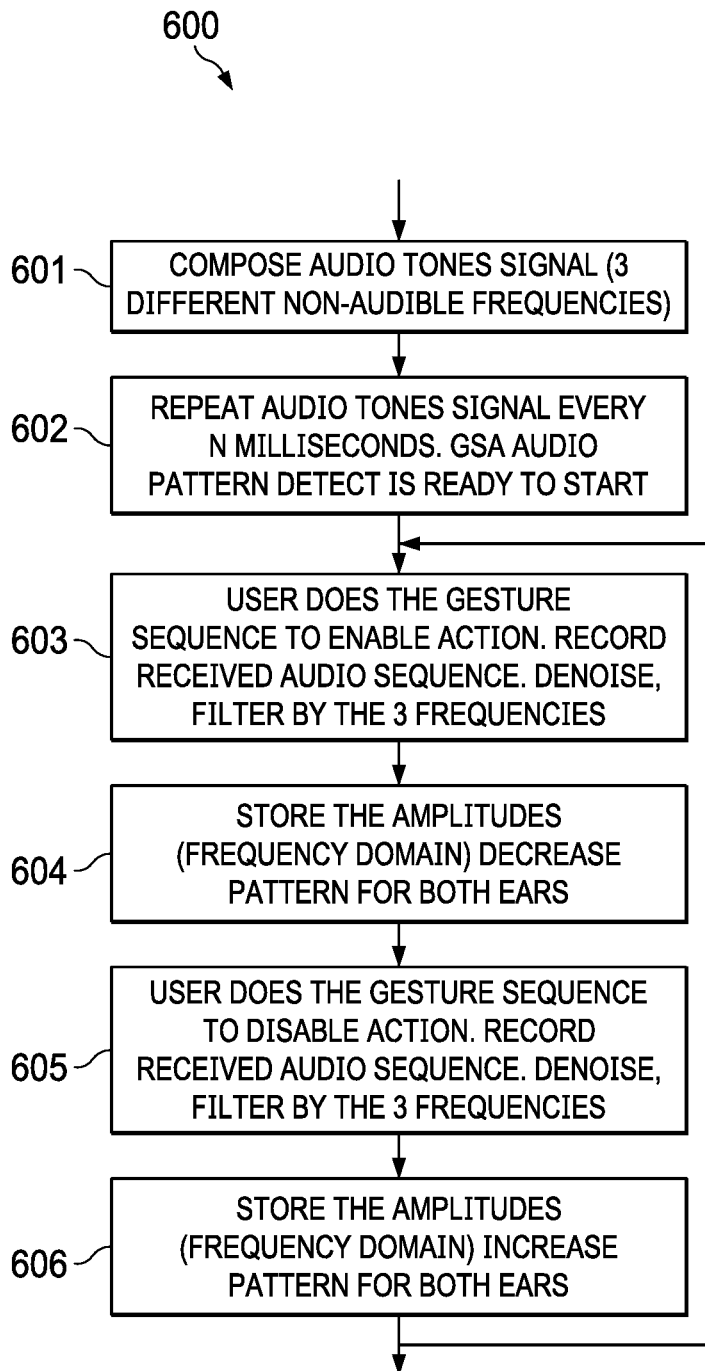 600
601
COMPOSE AUDIO TONES SIGNAL (3
DIFFERENT NON-AUDIBLE FREQUENCIES)
602
REPEAT AUDIO TONES SIGNAL EVERY
N MILLISECONDS. GSA AUDIO
PATTERN DETECT IS READY TO START
603
USER DOES THE GESTURE
SEQUENCE TO ENABLE ACTION. RECORD
RECEIVED AUDIO SEQUENCE. DENOISE,
FILTER BY THE 3 FREQUENCIES
604
STORE THE AMPLITUDES
(FREQUENCY DOMAIN) DECREASE
PATTERN FOR BOTH EARS
605
USER DOES THE GESTURE SEQUENCE
TO DISABLE ACTION. RECORD
RECEIVED AUDIO SEQUENCE. DENOISE,
FILTER BY THE 3 FREQUENCIES
606
STORE THE AMPLITUDES
(FREQUENCY DOMAIN) INCREASE
PATTERN FOR BOTH EARS